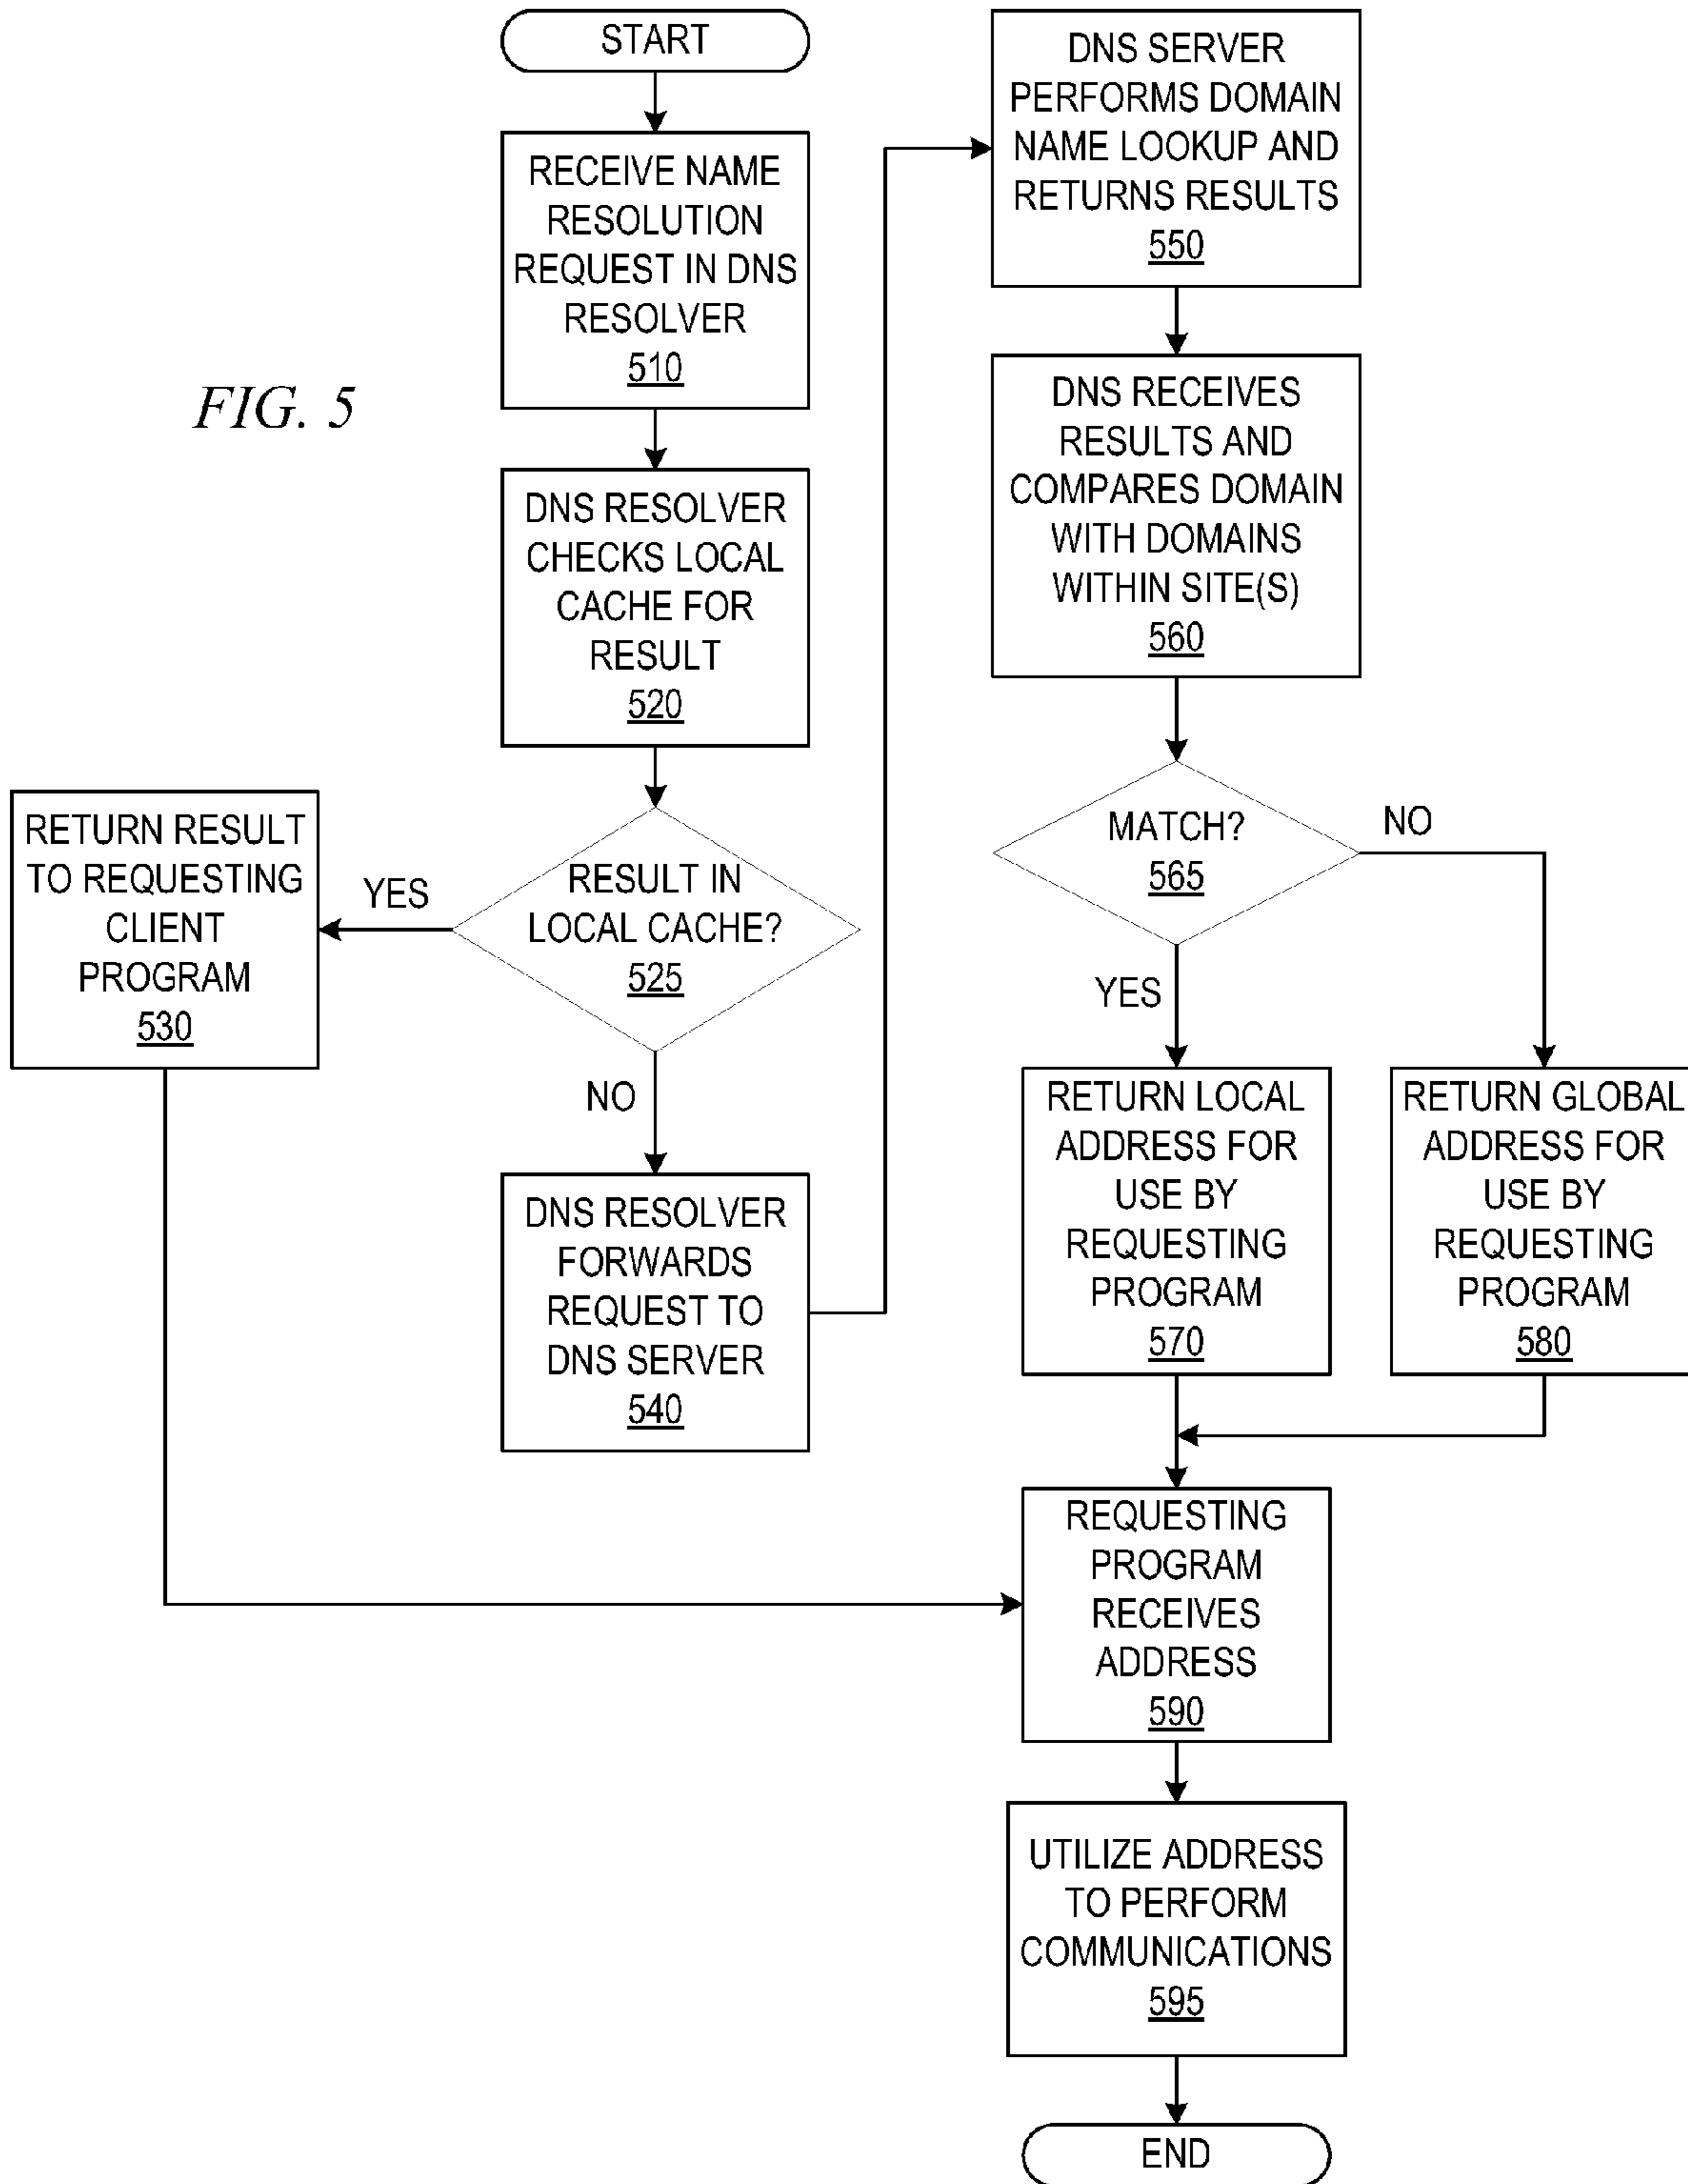 FIG. 5
START
RECEIVE NAME
RESOLUTION
REQUEST IN DNS
RESOLVER
510
DNS RESOLVER
CHECKS LOCAL
CACHE FOR
RESULT
520
RESULT IN
LOCAL CACHE?
525
YES
RETURN RESULT
TO REQUESTING
CLIENT
PROGRAM
530
NO
DNS RESOLVER
FORWARDS
REQUEST TO
DNS SERVER
540
DNS SERVER
PERFORMS DOMAIN
NAME LOOKUP AND
RETURNS RESULTS
550
DNS RECEIVES
RESULTS AND
COMPARES DOMAIN
WITH DOMAINS
WITHIN SITE(S)
560
MATCH?
565
NO
YES
RETURN LOCAL
ADDRESS FOR
USE BY
REQUESTING
PROGRAM
570
RETURN GLOBAL
ADDRESS FOR
USE BY
REQUESTING
PROGRAM
580
REQUESTING
PROGRAM
RECEIVES
ADDRESS
590
UTILIZE ADDRESS
TO PERFORM
COMMUNICATIONS
595
END